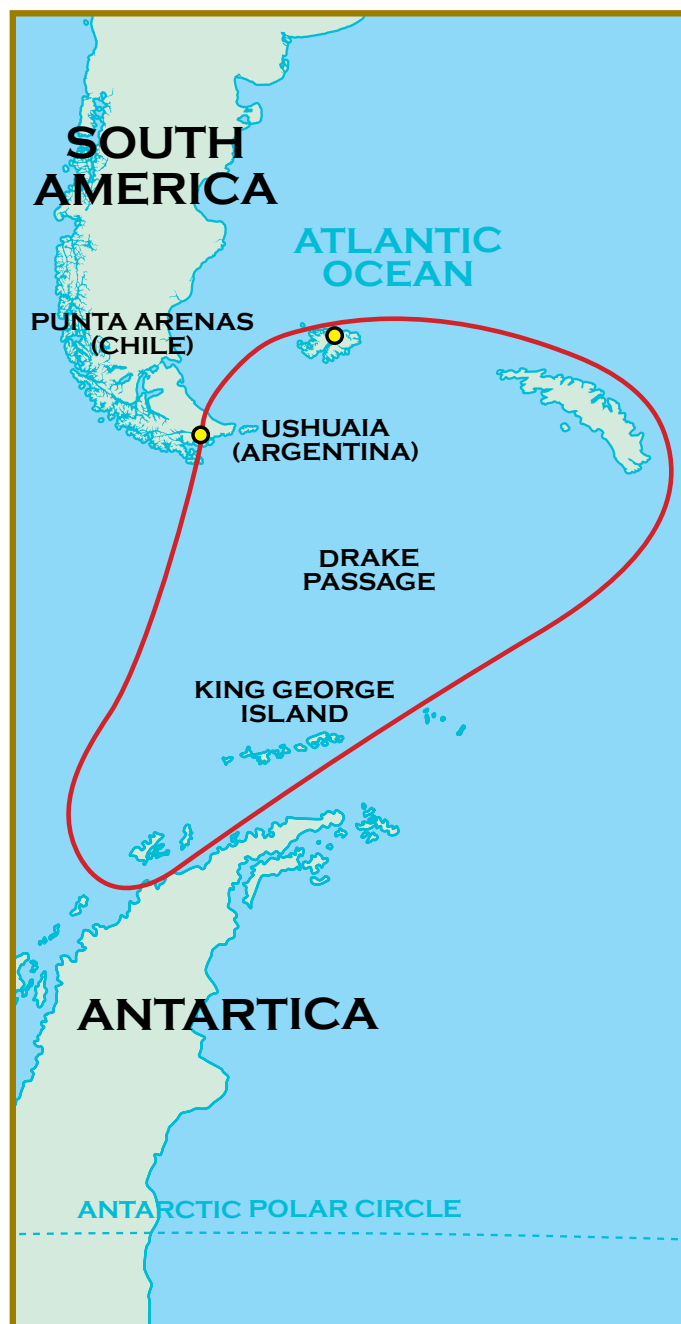 SOUTH
AMERICA
ATLANTIC
OCEAN
PUNTA ARENAS
(CHILE)
USHUAIA
(ARGENTINA)
DRAKE
PASSAGE
KING GEORGE
ISLAND
ANTARTICA
ANTARCTIC POLAR CIRCLE